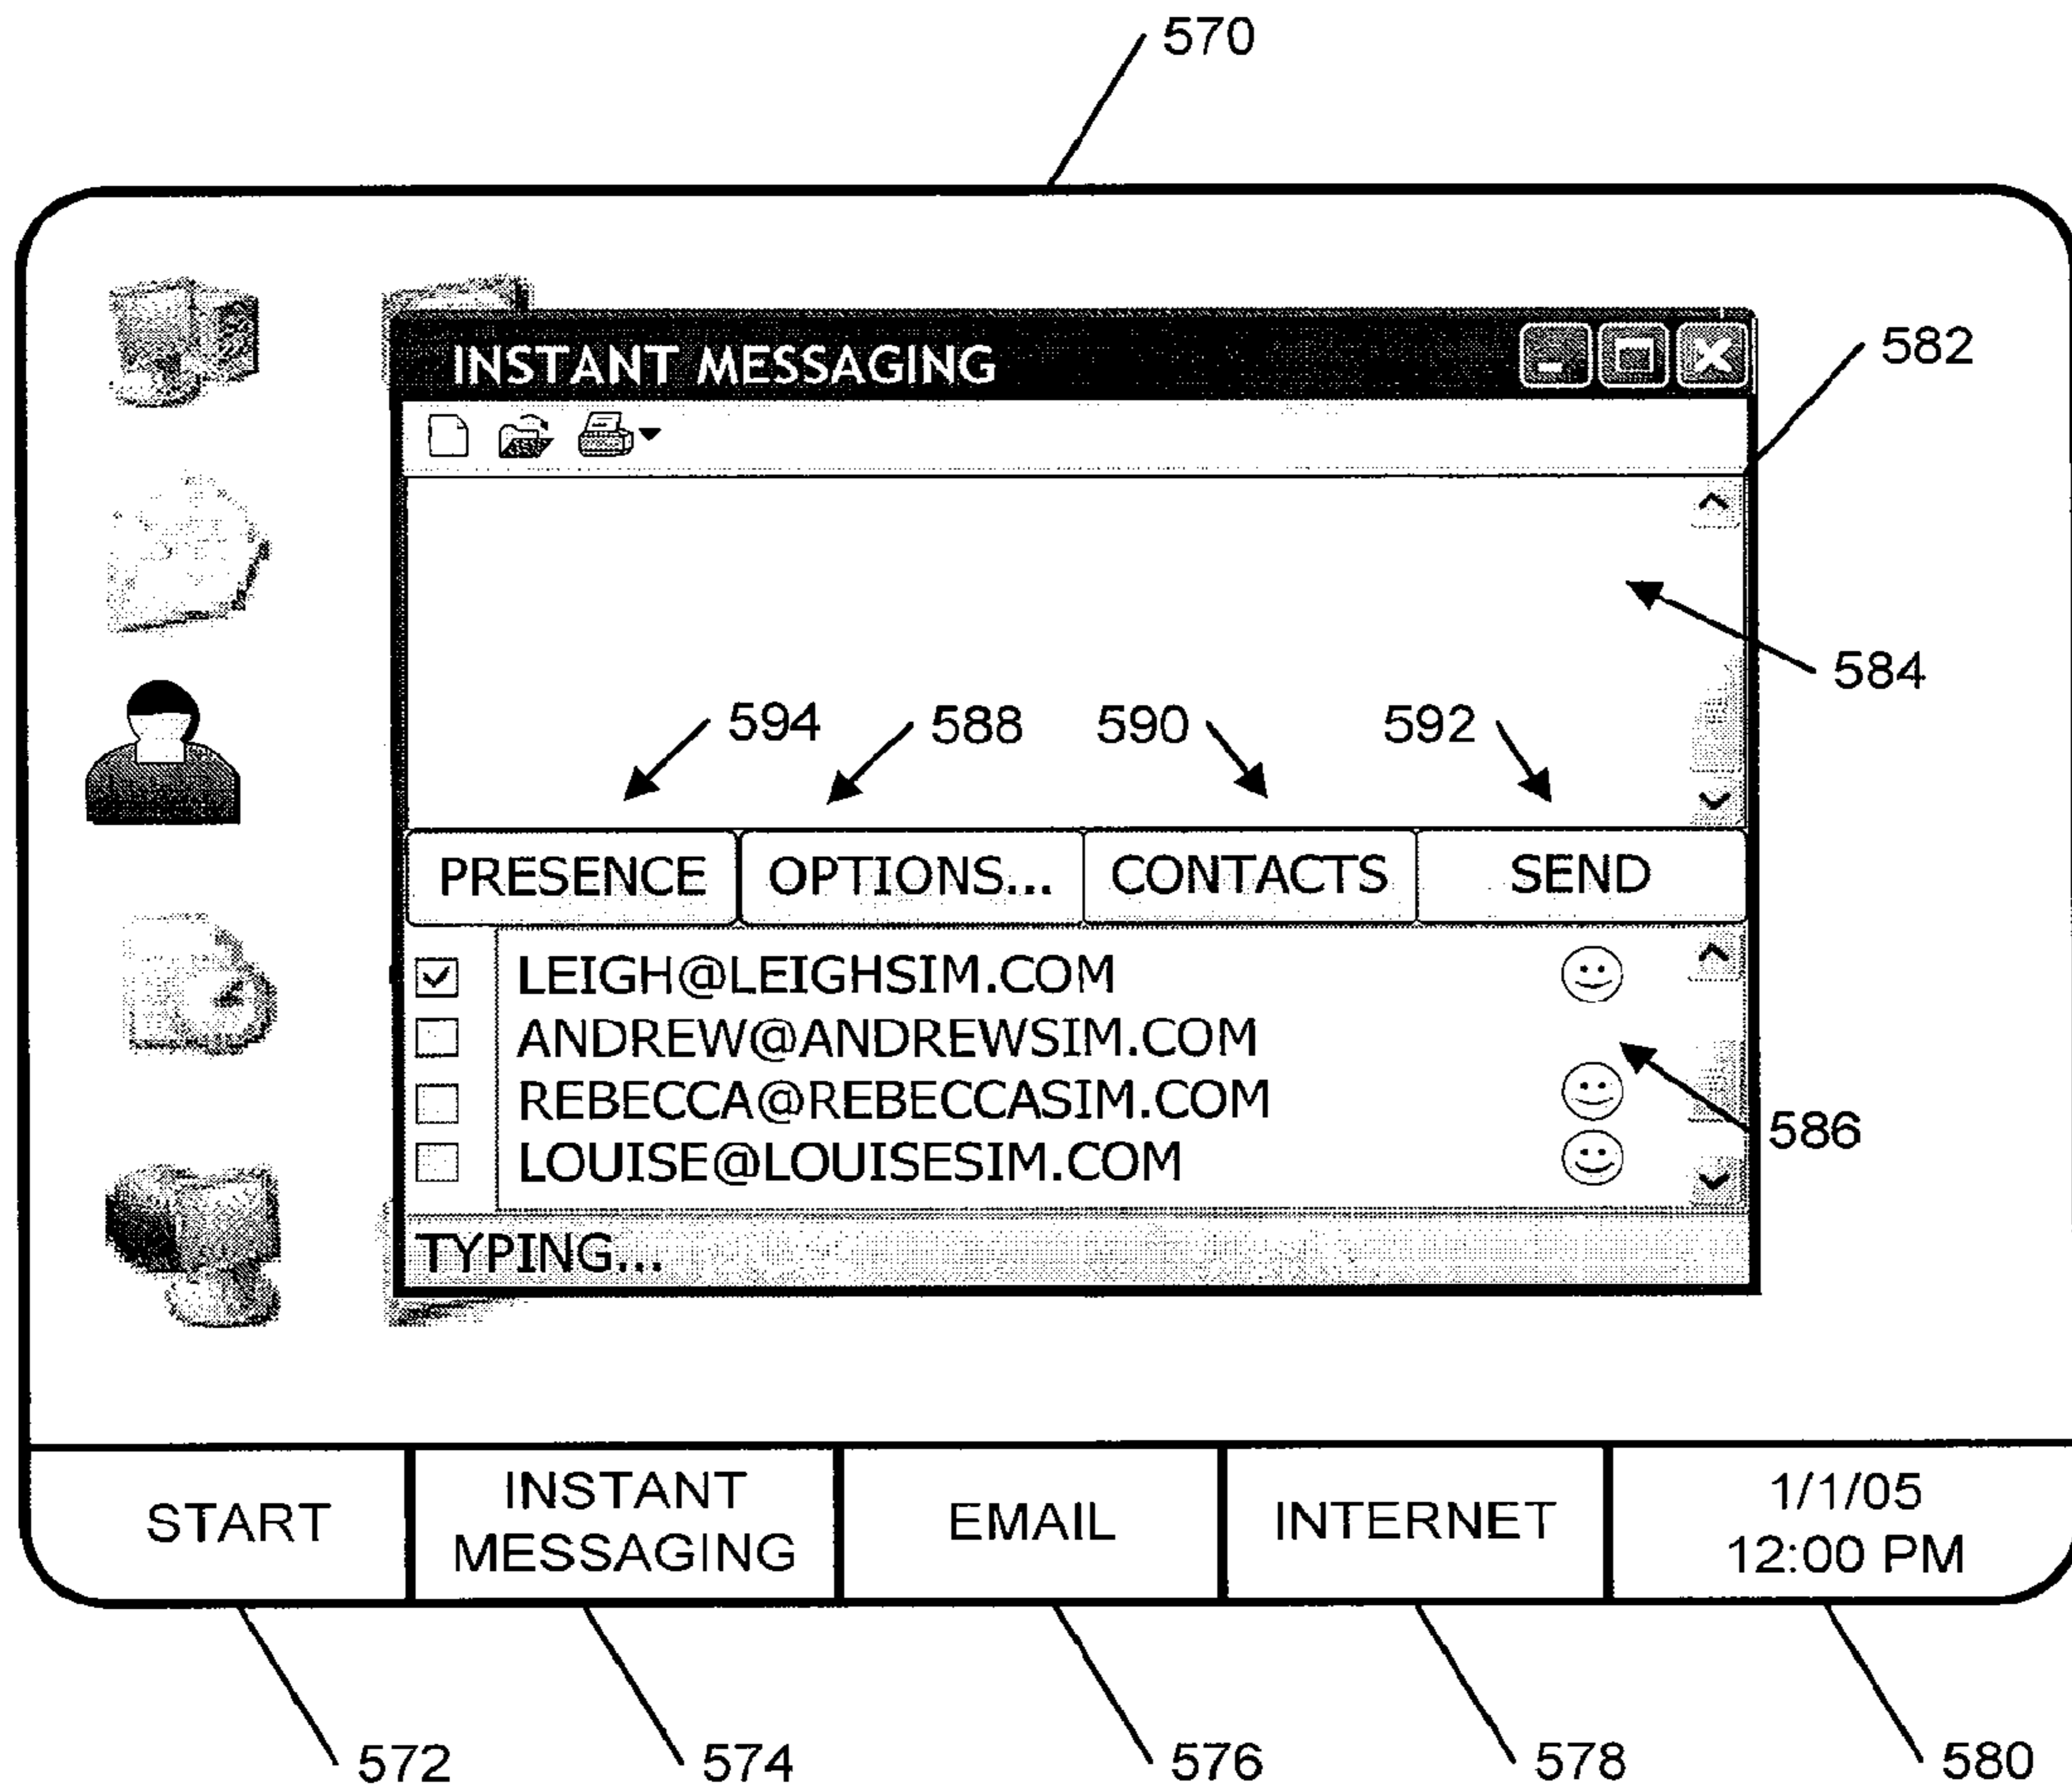 570
INSTANT MESSAGING
582
584
594
588
590
592
PRESENCE
OPTIONS...
CONTACTS
SEND
LEIGH@LEIGHSIM.COM
ANDREW@ANDREWSIM.COM
REBECCA@REBECCASIM.COM
LOUISE@LOUISESIM.COM
586
TYPING...
START
INSTANT
MESSAGING
EMAIL
INTERNET
1/1/05
12:00 PM
572
574
576
578
580